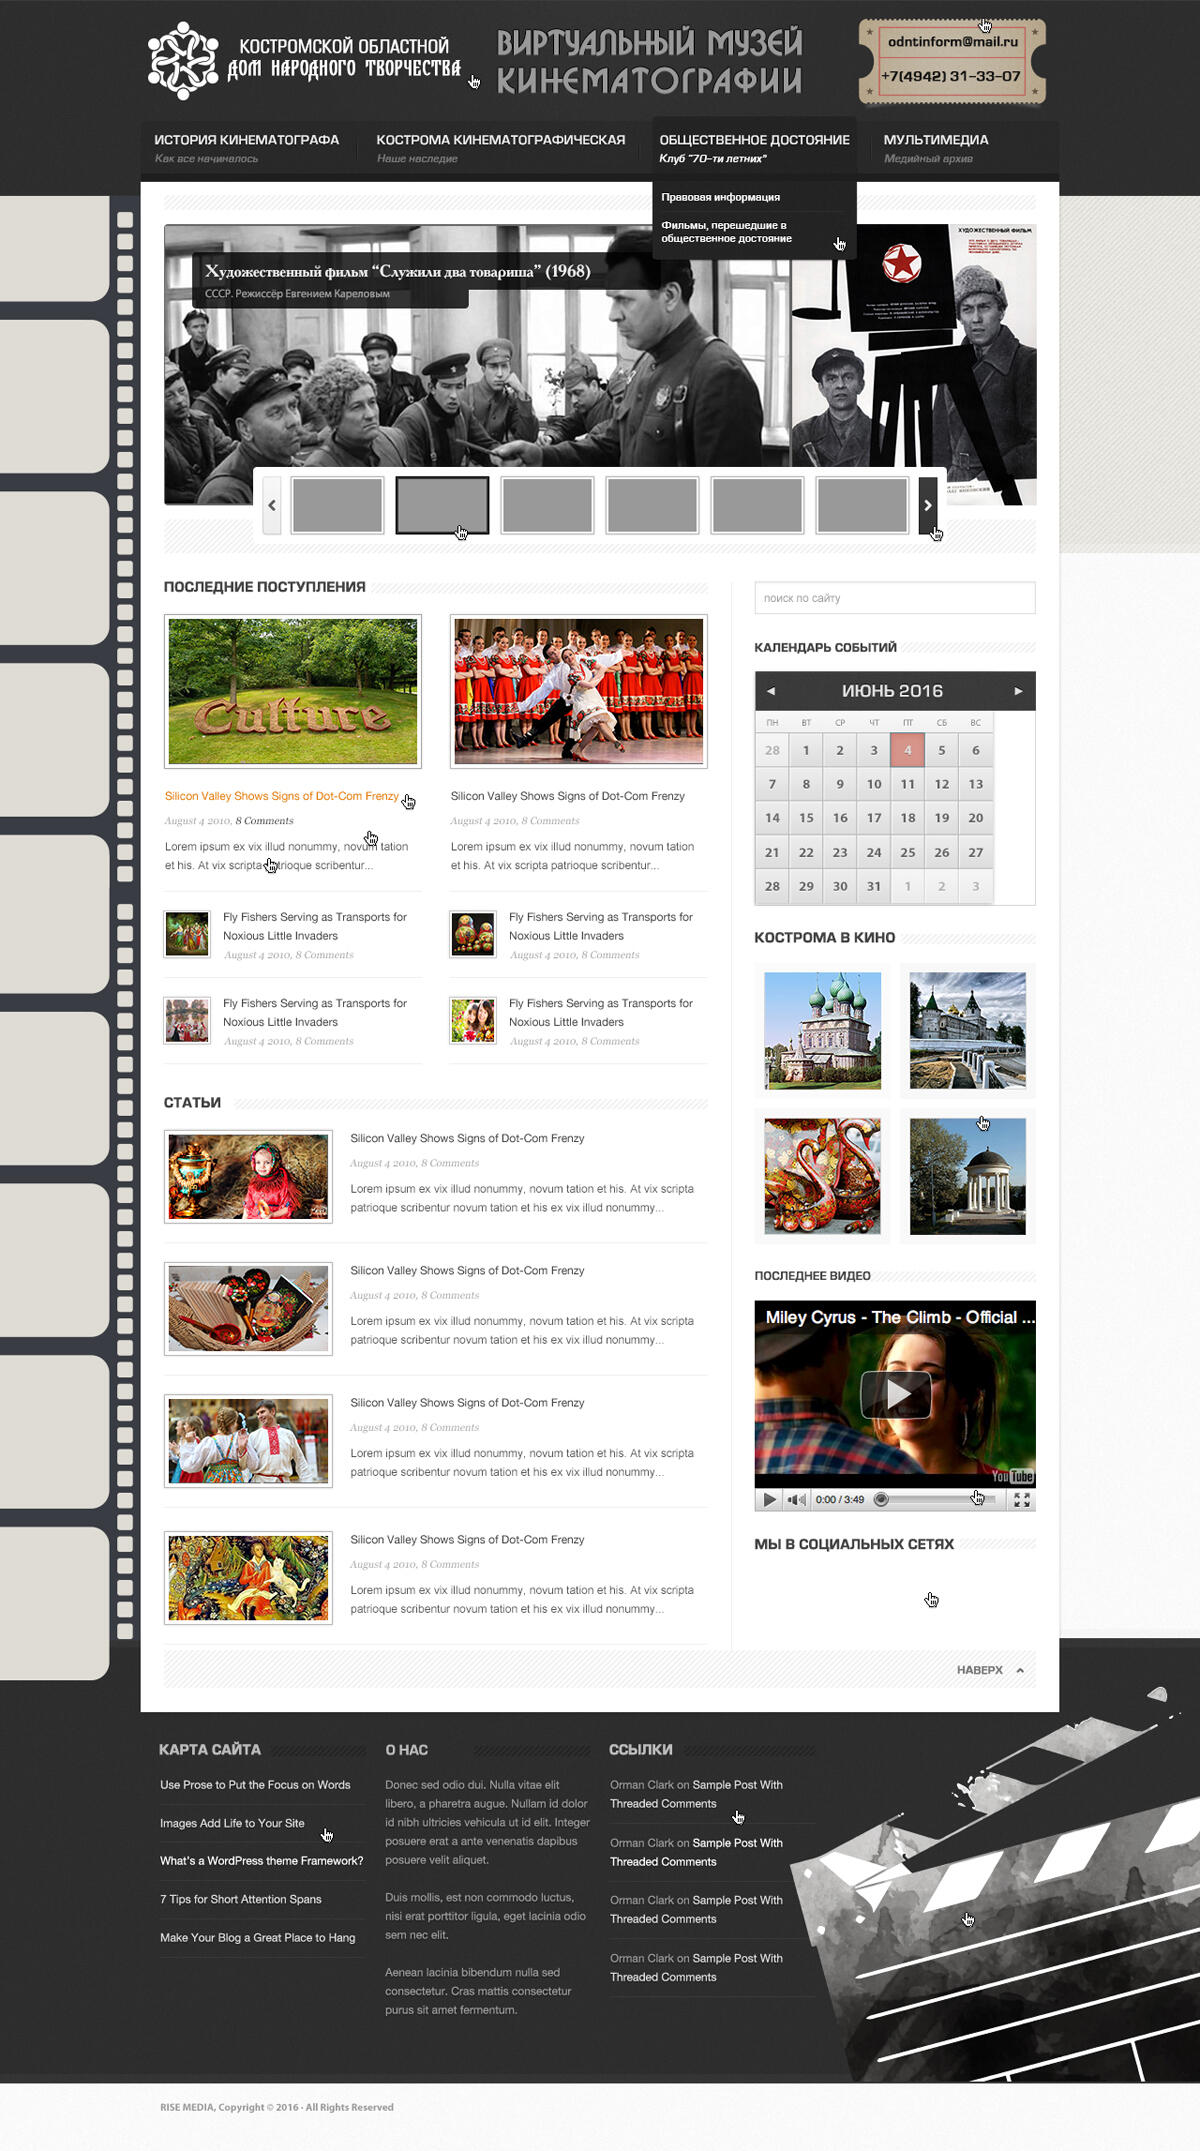 КОСТРОМСКОЙ ОБЛАСТНОЙ
ДОМ НАРОДНОГО ТВОРЧЕСТВА
ВИРТУАЛЬНЫЙ МУЗЕЙ
КИНЕМАТОГРАФИИ
odntinform@mail.ru
+7(4942) 31-33-07
ИСТОРИЯ КИНЕМАТОГРАФА
Как все начиналось
КОСТРОМА КИНЕМАТОГРАФИЧЕСКАЯ
Наше наследие
ОБЩЕСТВЕННОЕ ДОСТОЯНИЕ
Клуб "70-ти летних"
МУЛЬТИМЕДИА
Медийный архив
Правовая информация
Фильмы, перешедшие в
общественное достояние
ХУДОЖЕСТВЕННЫЙ ФИЛЬМ
Художественный фильм “Служили два товариша” (1968)
СССР. Режиссёр Евгением Кареловым
ПОСЛЕДНИЕ ПОСТУПЛЕНИЯ
Culture
Silicon Valley Shows Signs of Dot-Com Frenzy
August 4 2010, 8 Comments
Lorem ipsum ex vix illud nonummy, novum tation
et his. At vix scripta patrioque scribentur...
Silicon Valley Shows Signs of Dot-Com Frenzy
August 4 2010, 8 Comments
Lorem ipsum ex vix illud nonummy, novum tation
et his. At vix scripta patrioque scribentur...
Fly Fishers Serving as Transports for
Noxious Little Invaders
August 4 2010, 8 Comments
Fly Fishers Serving as Transports for
Noxious Little Invaders
August 4 2010, 8 Comments
Fly Fishers Serving as Transports for
Noxious Little Invaders
August 4 2010, 8 Comments
Fly Fishers Serving as Transports for
Noxious Little Invaders
August 4 2010, 8 Comments
СТАТЬИ
Silicon Valley Shows Signs of Dot-Com Frenzy
August 4 2010, 8 Comments
Lorem ipsum ex vix illud nonummy, novum tation et his. At vix scripta
patrioque scribentur novum tation et his ex vix illud nonummy...
Silicon Valley Shows Signs of Dot-Com Frenzy
August 4 2010, 8 Comments
Lorem ipsum ex vix illud nonummy, novum tation et his. At vix scripta
patrioque scribentur novum tation et his ex vix illud nonummy...
Silicon Valley Shows Signs of Dot-Com Frenzy
August 4 2010, 8 Comments
Lorem ipsum ex vix illud nonummy, novum tation et his. At vix scripta
patrioque scribentur novum tation et his ex vix illud nonummy...
Silicon Valley Shows Signs of Dot-Com Frenzy
August 4 2010, 8 Comments
Lorem ipsum ex vix illud nonummy, novum tation et his. At vix scripta
patrioque scribentur novum tation et his ex vix illud nonummy...
поиск по сайту
КАЛЕНДАРЬ СОБЫТИЙ
ИЮНЬ 2016
ПН ВТ СР ЧТ ПТ СБ ВС
28 1 2 3 4 5 6
7 8 9 10 11 12 13
14 15 16 17 18 19 20
21 22 23 24 25 26 27
28 29 30 31 1 2 3
КОСТРОМА В КИНО
ПОСЛЕДНЕЕ ВИДЕО
Miley Cyrus - The Climb - Official ...
YouTube
0:00 / 3:49
МЫ В СОЦИАЛЬНЫХ СЕТЯХ
НАВЕРХ
КАРТА САЙТА
Use Prose to Put the Focus on Words
Images Add Life to Your Site
What's a WordPress theme Framework?
7 Tips for Short Attention Spans
Make Your Blog a Great Place to Hang
О НАС
Donec sed odio dui. Nulla vitae elit
libero, a pharetra augue. Nullam id dolor
id nibh ultricies vehicula ut id elit. Integer
posuere erat a ante venenatis dapibus
posuere velit aliquet.
Duis mollis, est non commodo luctus,
nisi erat porttitor ligula, eget lacinia odio
sem nec elit.
Aenean lacinia bibendum nulla sed
consectetur. Cras mattis consectetur
purus sit amet fermentum.
ССЫЛКИ
Orman Clark on Sample Post With
Threaded Comments
Orman Clark on Sample Post With
Threaded Comments
Orman Clark on Sample Post With
Threaded Comments
Orman Clark on Sample Post With
Threaded Comments
RISE MEDIA, Copyright © 2016 · All Rights Reserved